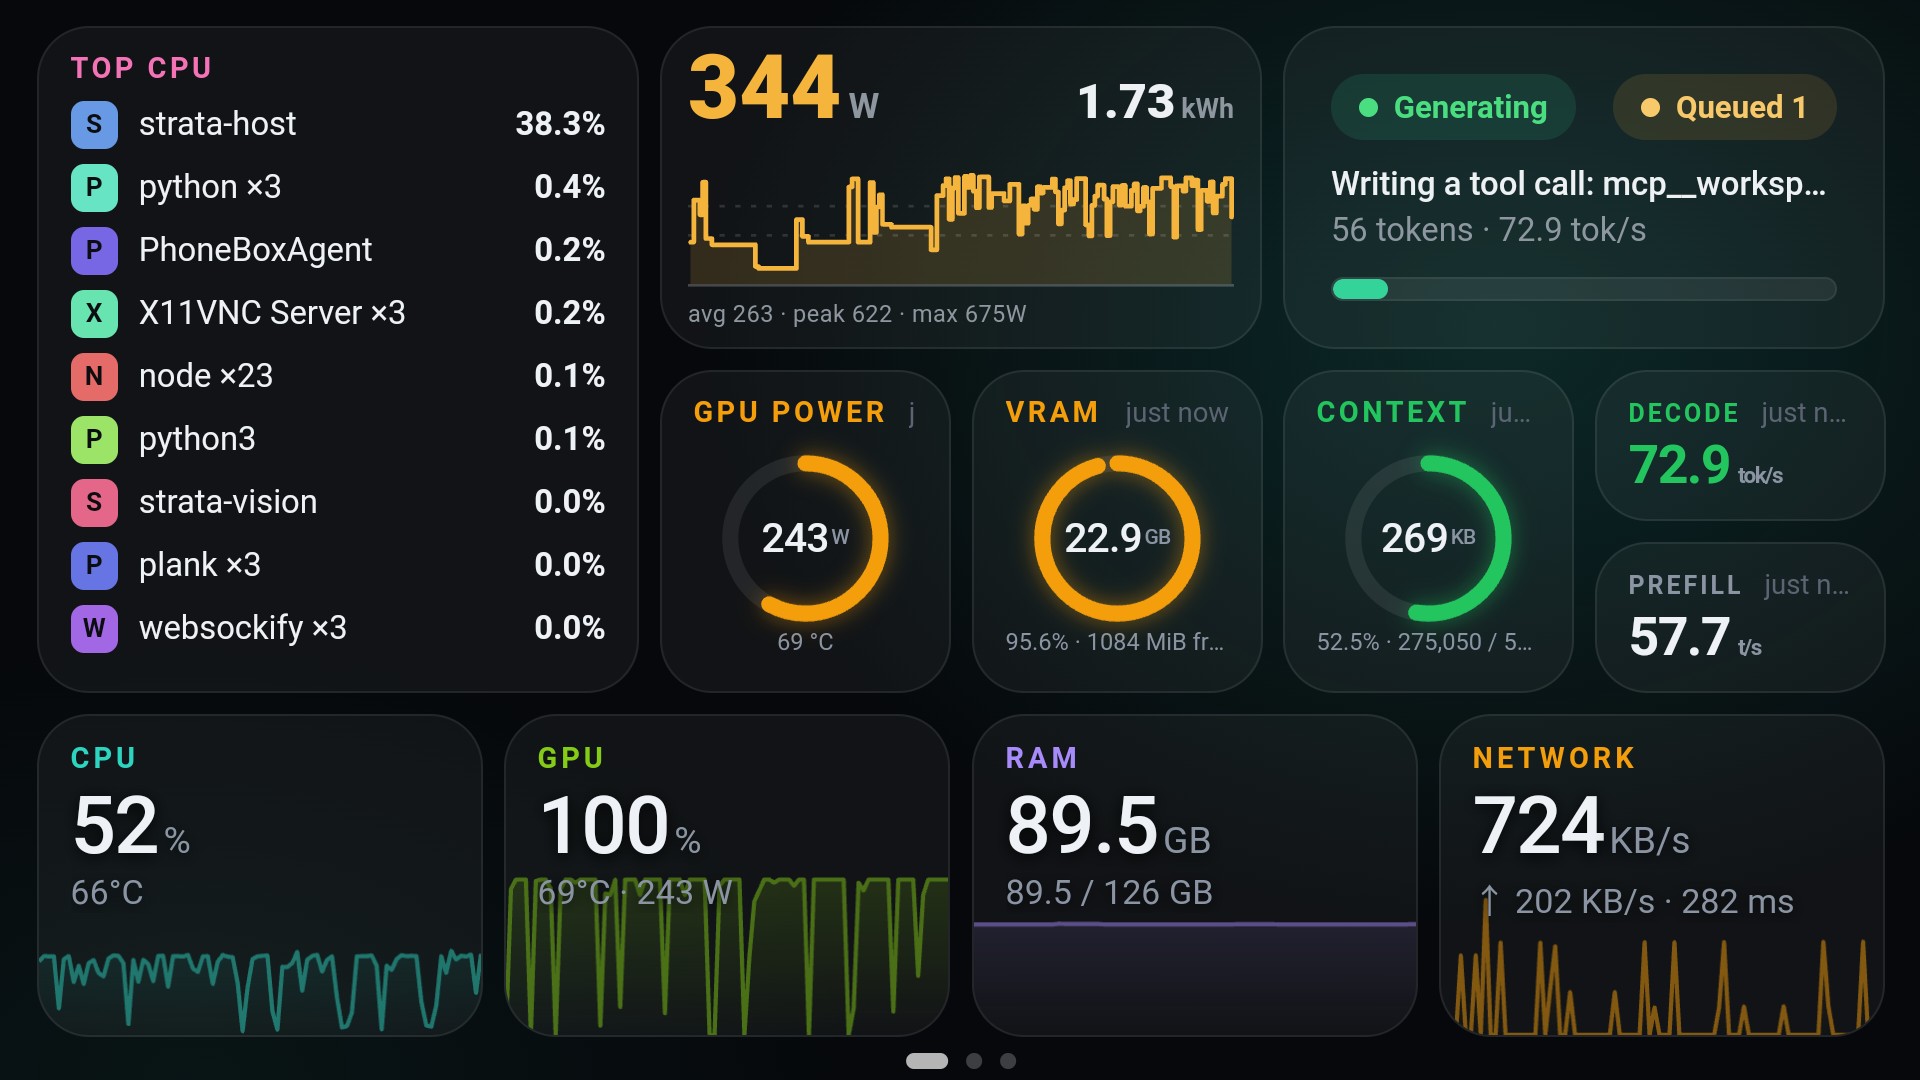 TOP CPU
S strata-host 38.3%
P python ×3 0.4%
P PhoneBoxAgent 0.2%
X X11VNC Server ×3 0.2%
N node ×23 0.1%
P python3 0.1%
S strata-vision 0.0%
P plank ×3 0.0%
W websockify ×3 0.0%
344 W 1.73 kWh
avg 263 · peak 622 · max 675W
Generating Queued 1
Writing a tool call: mcp__worksp…
56 tokens · 72.9 tok/s
GPU POWER j
243 W
69 °C
VRAM just now
22.9 GB
95.6% · 1084 MiB fr…
CONTEXT ju…
269 KB
52.5% · 275,050 / 5…
DECODE just n…
72.9 tok/s
PREFILL just n…
57.7 t/s
CPU
52 %
66°C
GPU
100 %
69°C · 243 W
RAM
89.5 GB
89.5 / 126 GB
NETWORK
724 KB/s
↑ 202 KB/s · 282 ms